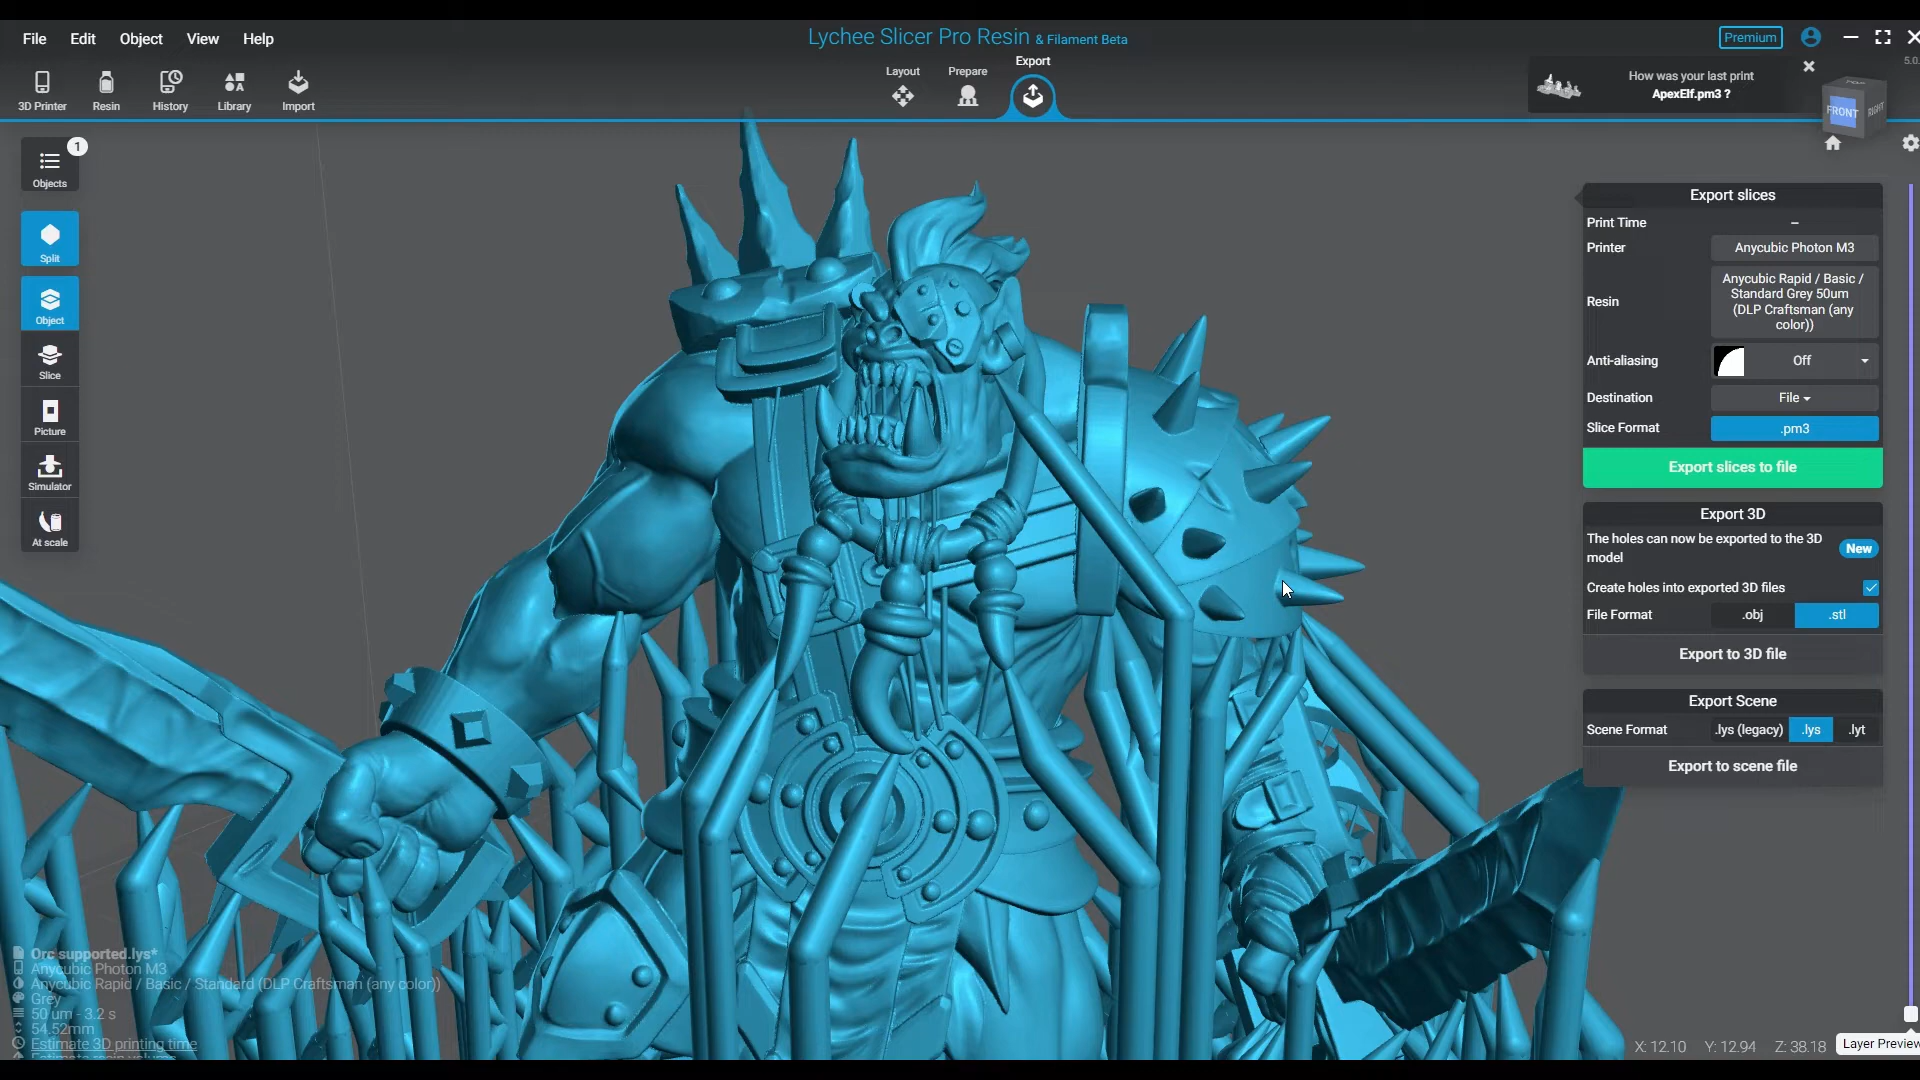 File Edit Object View Help
Lychee Slicer Pro Resin & Filament Beta
Premium
5.0.
3D Printer Resin History Library Import
Layout Prepare Export
How was your last print
ApexElf.pm3 ?
FRONT RIGHT
1
Objects
Split
Object
Slice
Picture
Simulator
At scale
Export slices
Print Time –
Printer Anycubic Photon M3
Resin
Anycubic Rapid / Basic /
Standard Grey 50um
(DLP Craftsman (any
color))
Anti-aliasing Off
Destination File
Slice Format .pm3
Export slices to file
Export 3D
The holes can now be exported to the 3D
model
New
Create holes into exported 3D files
File Format .obj .stl
Export to 3D file
Export Scene
Scene Format .lys (legacy) .lys .lyt
Export to scene file
Orc supported.lys*
Anycubic Photon M3
Anycubic Rapid / Basic / Standard (DLP Craftsman (any color))
Grey
50 um - 3.2 s
54.52mm
Estimate 3D printing time
Estimate resin volume
X: 12.10 Y: 12.94 Z: 38.18
Layer Preview